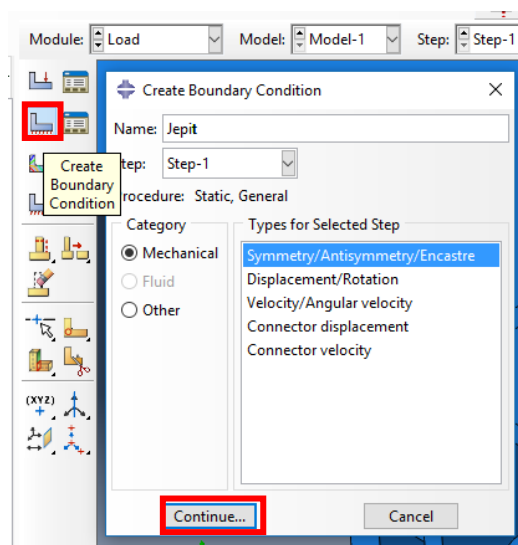 Module: Load Model: Model-1 Step: Step-1
Create Boundary Condition
Name: Jepit
Step: Step-1
Procedure: Static, General
Create
Boundary
Condition
Category
Mechanical
Fluid
Other
Types for Selected Step
Symmetry/Antisymmetry/Encastre
Displacement/Rotation
Velocity/Angular velocity
Connector displacement
Connector velocity
(XYZ)
Continue... Cancel